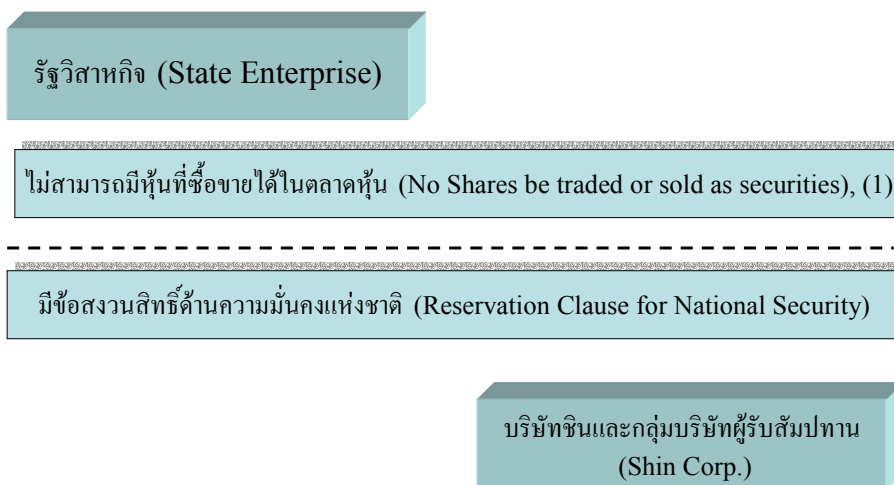 รัฐวิสาหกิจ (State Enterprise)
ไม่สามารถมีหุ้นที่ซื้อขายได้ในตลาดหุ้น (No Shares be traded or sold as securities), (1)
มีข้อสงวนสิทธิ์ด้านความมั่นคงแห่งชาติ (Reservation Clause for National Security)
บริษัทชินและกลุ่มบริษัทผู้รับสัมปทาน
(Shin Corp.)